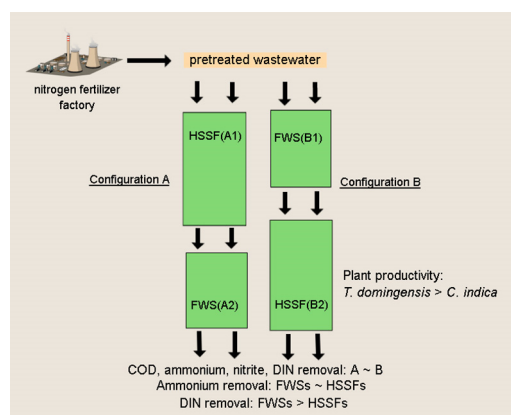 pretreated wastewater
nitrogen fertilizer
factory
HSSF(A1)
FWS(B1)
Configuration A
Configuration B
FWS(A2)
HSSF(B2)
Plant productivity:
T. domingensis > C. indica
COD, ammonium, nitrite, DIN removal: A ~ B
Ammonium removal: FWSs ~ HSSFs
DIN removal: FWSs > HSSFs